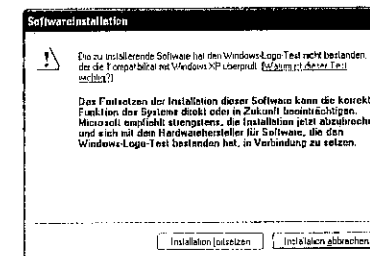 Softwareinstallation
Die zu installierende Software hat den Windows-Logo-Test nicht bestanden,
der die Kompatibilität mit Windows XP überprüft. (Warum ist dieser Test
wichtig?)
Das Fortsetzen der Installation dieser Software kann die korrekt
Funktion des Systems direkt oder in Zukunft beeinträchtigen.
Microsoft empfiehlt strengstens, die Installation jetzt abzubrech
und sich mit dem Hardwarehersteller für Software, die den
Windows-Logo-Test bestanden hat, in Verbindung zu setzen.
Installation fortsetzen
Installation abbrechen